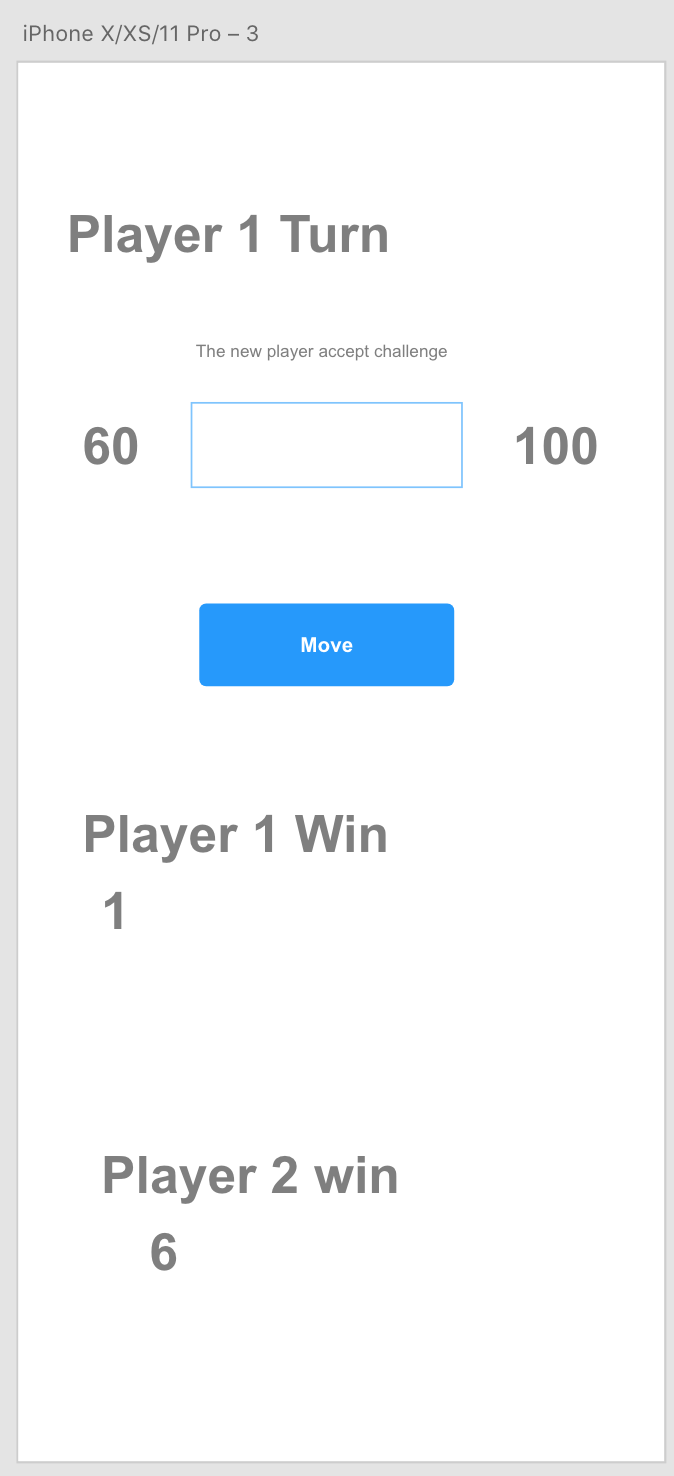 iPhone X/XS/11 Pro – 3
Player 1 Turn
The new player accept challenge
60
100
Move
Player 1 Win
1
Player 2 win
6